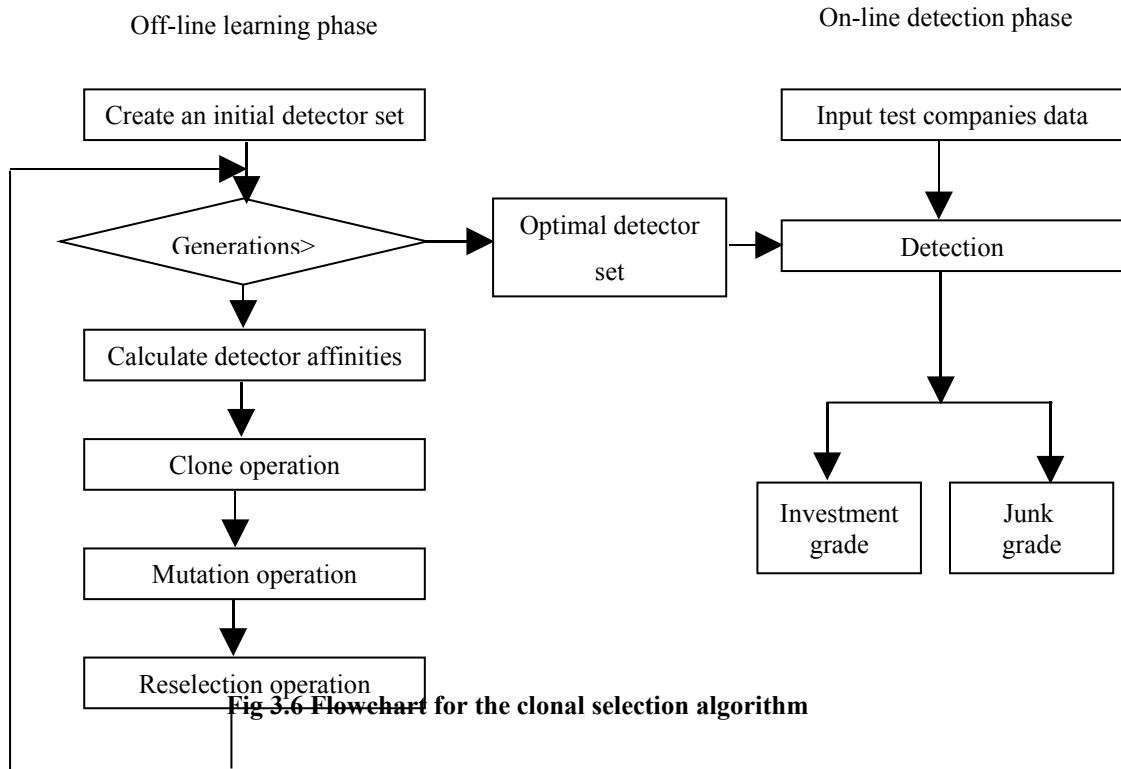 Off-line learning phase
On-line detection phase
Create an initial detector set
Input test companies data
Generations>
Optimal detector
set
Detection
Calculate detector affinities
Clone operation
Investment
grade
Junk
grade
Mutation operation
Reselection operation
Fig 3.6 Flowchart for the clonal selection algorithm